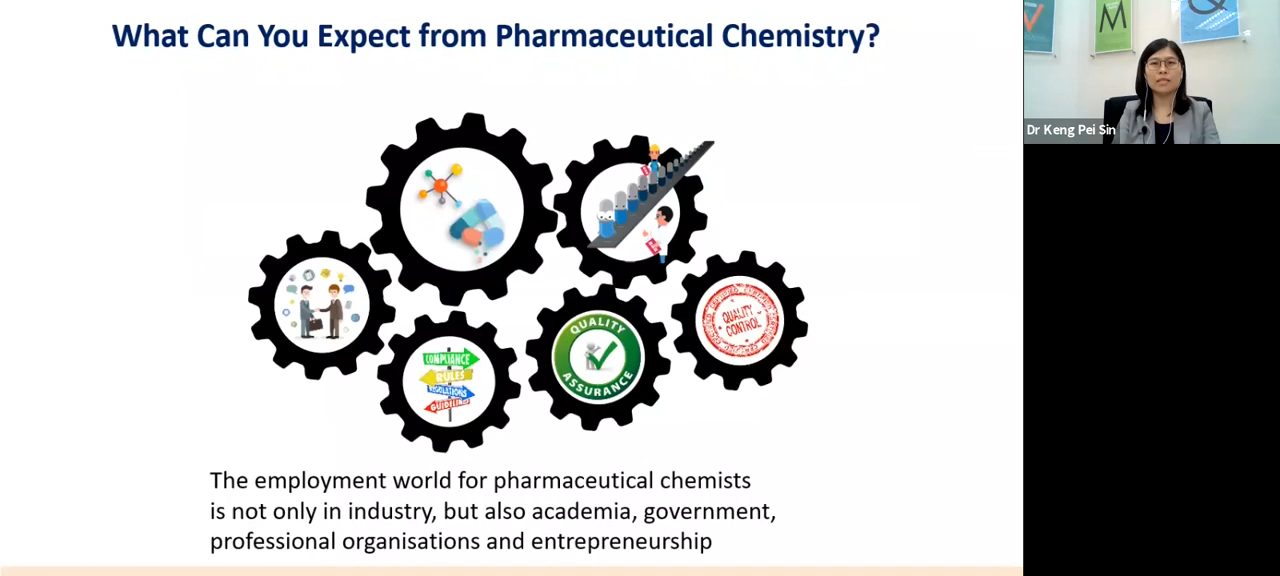 What Can You Expect from Pharmaceutical Chemistry?
M
Dr Keng Pei Sin
QUALITY
CONTROL
QUALITY
ASSURANCE
COMPLIANCE
RULES
REGULATIONS
GUIDELINES
The employment world for pharmaceutical chemists
is not only in industry, but also academia, government,
professional organisations and entrepreneurship